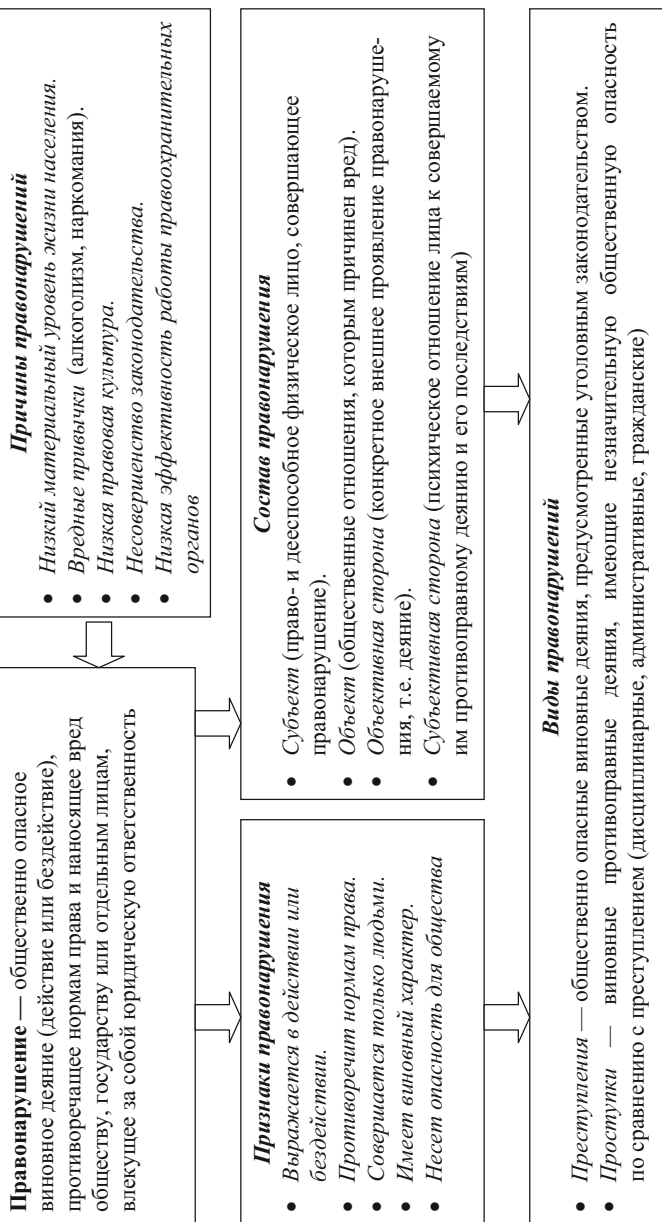 Правонарушение — общественно опасное
виновное деяние (действие или бездействие),
противоречащее нормам права и наносящее вред
обществу, государству или отдельным лицам,
влекущее за собой юридическую ответственность
Причины правонарушений
• Низкий материальный уровень жизни населения.
• Вредные привычки (алкоголизм, наркомания).
• Низкая правовая культура.
• Несовершенство законодательства.
• Низкая эффективность работы правоохранительных
органов
Признаки правонарушения
• Выражается в действии или
бездействии.
• Противоречит нормам права.
• Совершается только людьми.
• Имеет виновный характер.
• Несет опасность для общества
Состав правонарушения
• Субъект (право- и дееспособное физическое лицо, совершающее
правонарушение).
• Объект (общественные отношения, которым причинен вред).
• Объективная сторона (конкретное внешнее проявление правонаруше-
ния, т.е. деяние).
• Субъективная сторона (психическое отношение лица к совершаемому
им противоправному деянию и его последствиям)
Виды правонарушений
• Преступления — общественно опасные виновные деяния, предусмотренные уголовным законодательством.
• Проступки — виновные противоправные деяния, имеющие незначительную общественную опасность
по сравнению с преступлением (дисциплинарные, административные, гражданские)